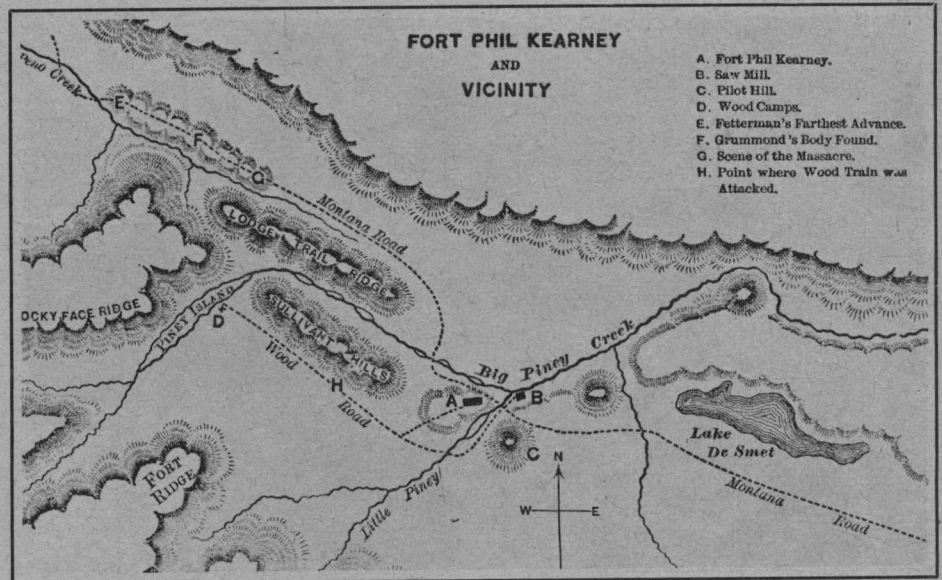 FORT PHIL KEARNEY
AND
VICINITY
A. Fort Phil Kearney.
B. Saw Mill.
C. Pilot Hill.
D. Wood Camps.
E. Fetterman's Farthest Advance.
F. Grummond's Body Found.
G. Scene of the Massacre.
H. Point where Wood Train was
Attacked.
eno Creek
E
F
G
Montana Road
LODGE TRAIL RIDGE
OCKY FACE RIDGE
PINEY ISLAND
D
SULLIVANT HILLS
Wood
H
Road
Big Piney Creek
A
B
C
Lake
De Smet
Montana
Road
FORT
RIDGE
Little Piney
N
W
E